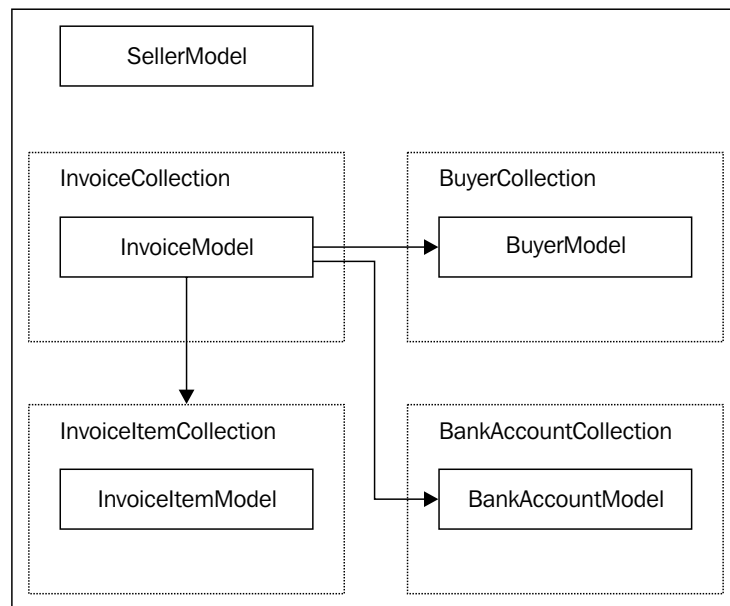 SellerModel
InvoiceCollection
InvoiceModel
BuyerCollection
BuyerModel
InvoiceItemCollection
InvoiceItemModel
BankAccountCollection
BankAccountModel